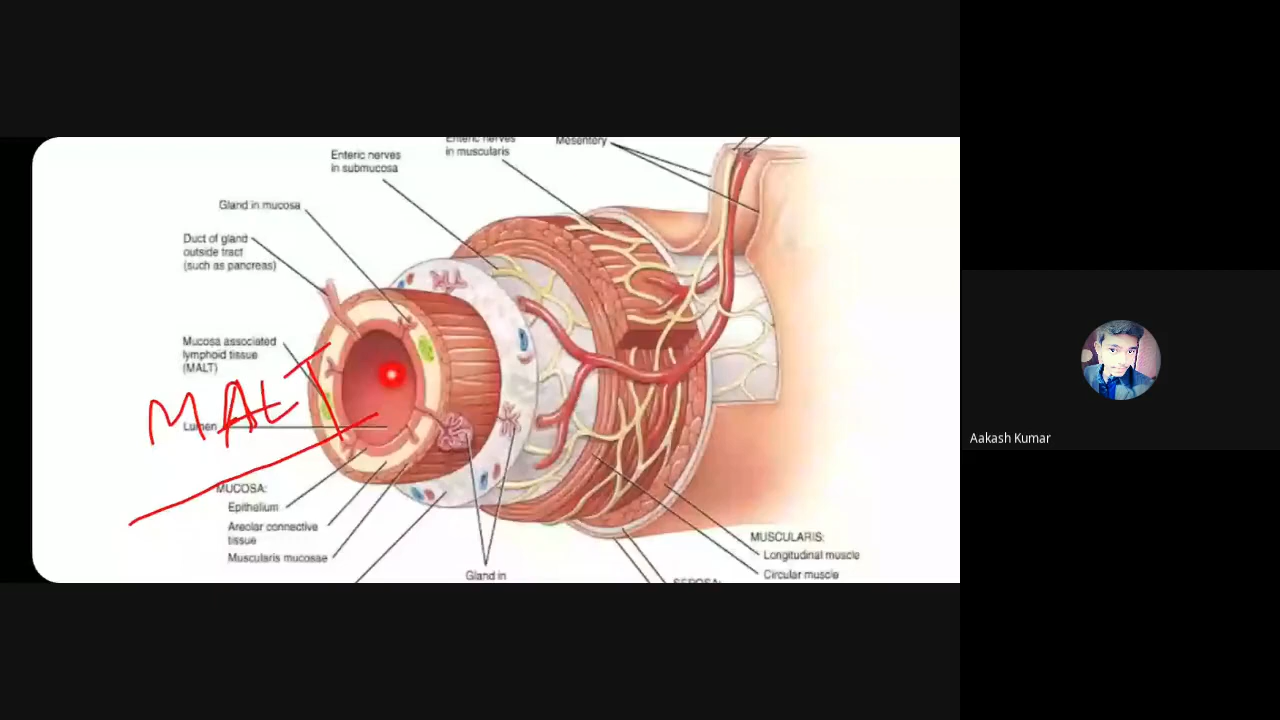 Enteric nerves
in muscularis
Mesentery
Enteric nerves
in submucosa
Gland in mucosa
Duct of gland
outside tract
(such as pancreas)
Mucosa associated
lymphoid tissue
(MALT)
MALT
Lumen
MUCOSA:
Epithelium
Areolar connective
tissue
Muscularis mucosae
Gland in
MUSCULARIS:
Longitudinal muscle
Circular muscle
SEROSA:
Aakash Kumar